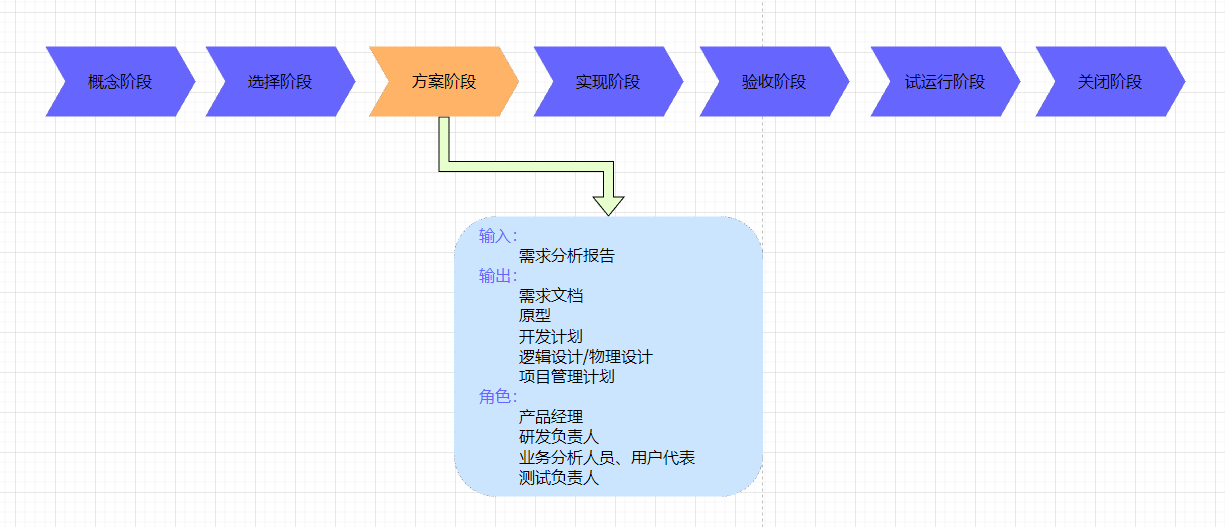 概念阶段
选择阶段
方案阶段
实现阶段
验收阶段
试运行阶段
关闭阶段
输入：
需求分析报告
输出：
需求文档
原型
开发计划
逻辑设计/物理设计
项目管理计划
角色：
产品经理
研发负责人
业务分析人员、用户代表
测试负责人